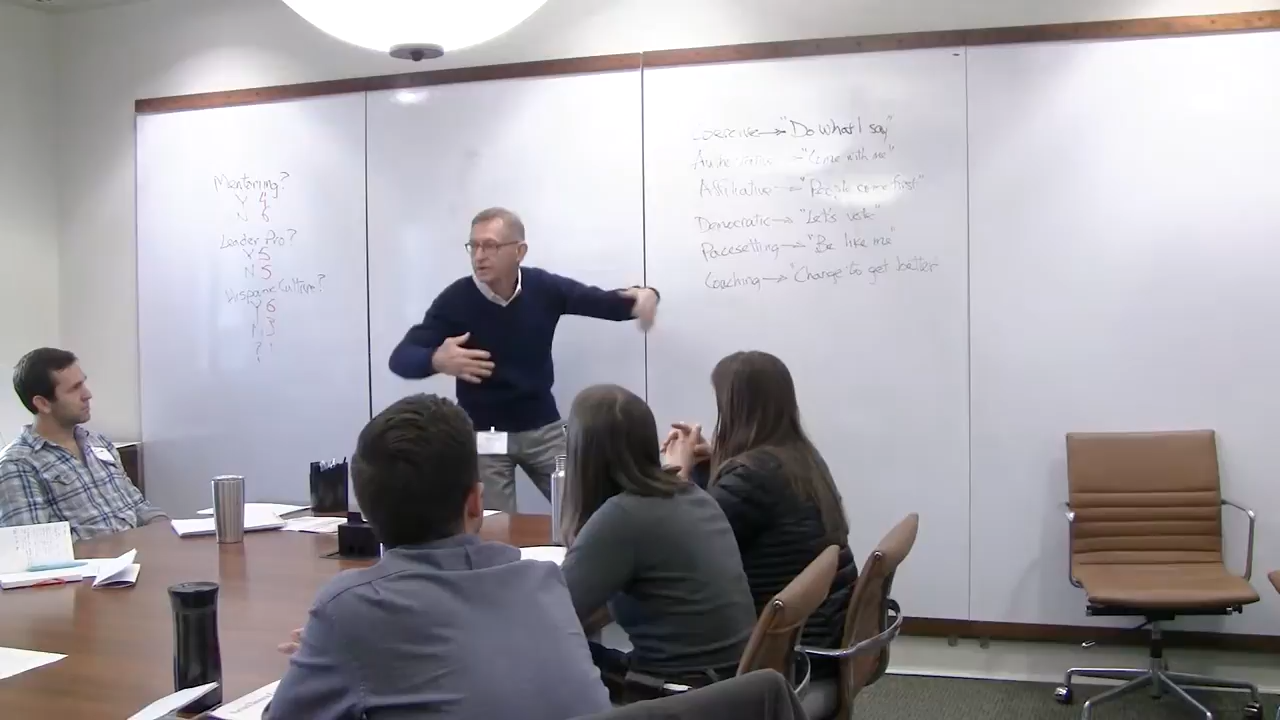 Mentoring?
Y 4
N 6
Leader Pro?
Y 5
N 5
Hispanic Culture?
Y 6
N 3
? 1
Coercive → "Do what I say"
"Come with me"
Affiliative → "People come first"
Democratic → "Let's vote"
Pacesetting → "Be like me"
Coaching → "Change to get better"